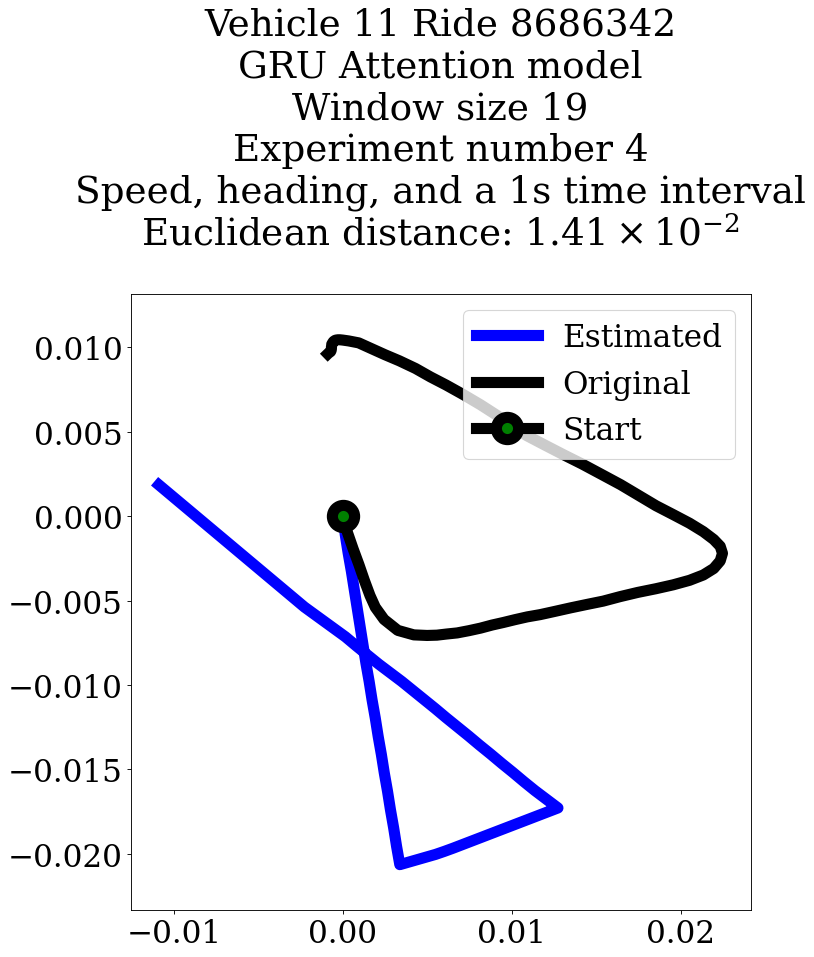 Vehicle 11 Ride 8686342
GRU Attention model
Window size 19
Experiment number 4
Speed, heading, and a 1s time interval
Euclidean distance: 1.41 × 10⁻²
Estimated
Original
Start
0.010
0.005
0.000
−0.005
−0.010
−0.015
−0.020
−0.01 0.00 0.01 0.02